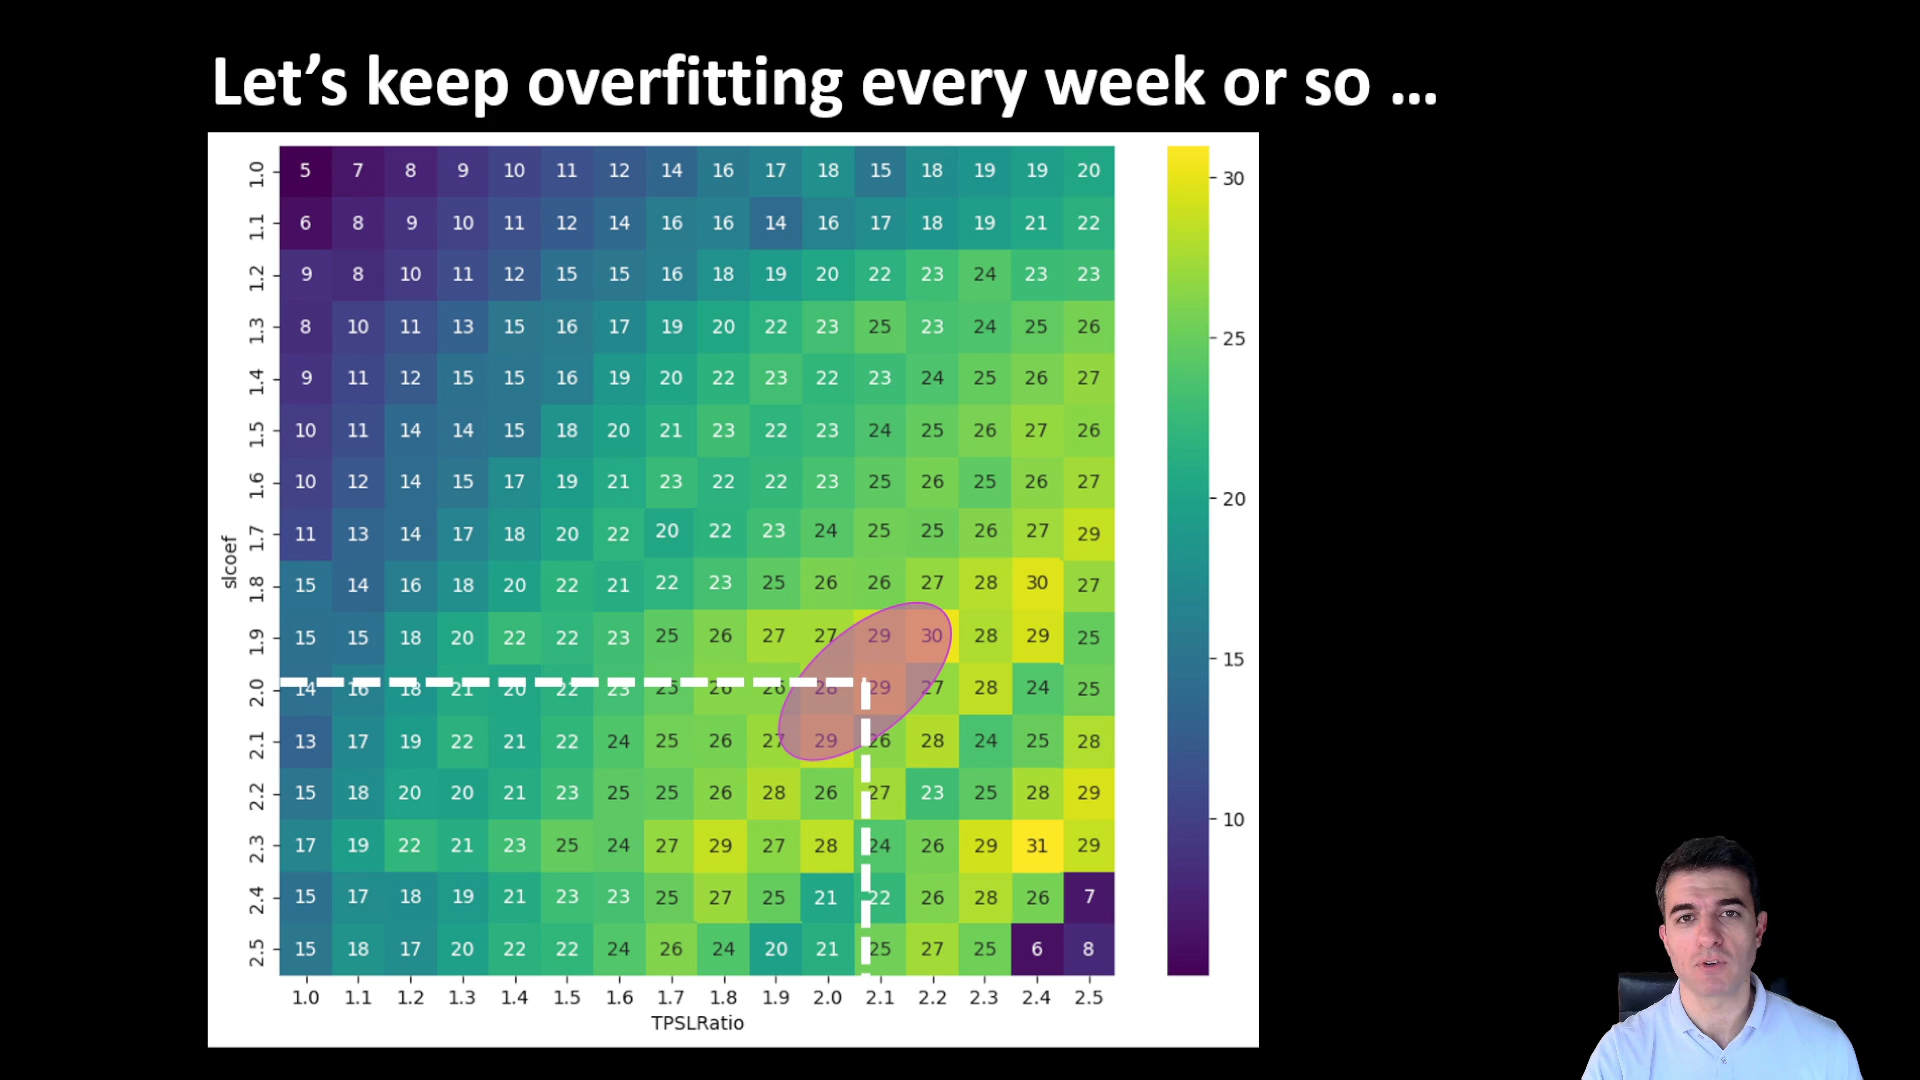 Let's keep overfitting every week or so ...
1.0 5 7 8 9 10 11 12 14 16 17 18 15 18 19 19 20
1.1 6 8 9 10 11 12 14 16 16 14 16 17 18 19 21 22
1.2 9 8 10 11 12 15 15 16 18 19 20 22 23 24 23 23
1.3 8 10 11 13 15 16 17 19 20 22 23 25 23 24 25 26
1.4 9 11 12 15 15 16 19 20 22 23 22 23 24 25 26 27
1.5 10 11 14 14 15 18 20 21 23 22 23 24 25 26 27 26
1.6 10 12 14 15 17 19 21 23 22 22 23 25 26 25 26 27
1.7 11 13 14 17 18 20 22 20 22 23 24 25 25 26 27 29
1.8 15 14 16 18 20 22 21 22 23 25 26 26 27 28 30 27
1.9 15 15 18 20 22 22 23 25 26 27 27 29 30 28 29 25
2.0 14 16 18 21 20 22 23 25 26 26 28 29 27 28 24 25
2.1 13 17 19 22 21 22 24 25 26 27 29 26 28 24 25 28
2.2 15 18 20 20 21 23 25 25 26 28 26 27 23 25 28 29
2.3 17 19 22 21 23 25 24 27 29 27 28 24 26 29 31 29
2.4 15 17 18 19 21 23 23 25 27 25 21 22 26 28 26 7
2.5 15 18 17 20 22 22 24 26 24 20 21 25 27 25 6 8
slcoef
1.0 1.1 1.2 1.3 1.4 1.5 1.6 1.7 1.8 1.9 2.0 2.1 2.2 2.3 2.4 2.5
TPSLRatio
30
25
20
15
10